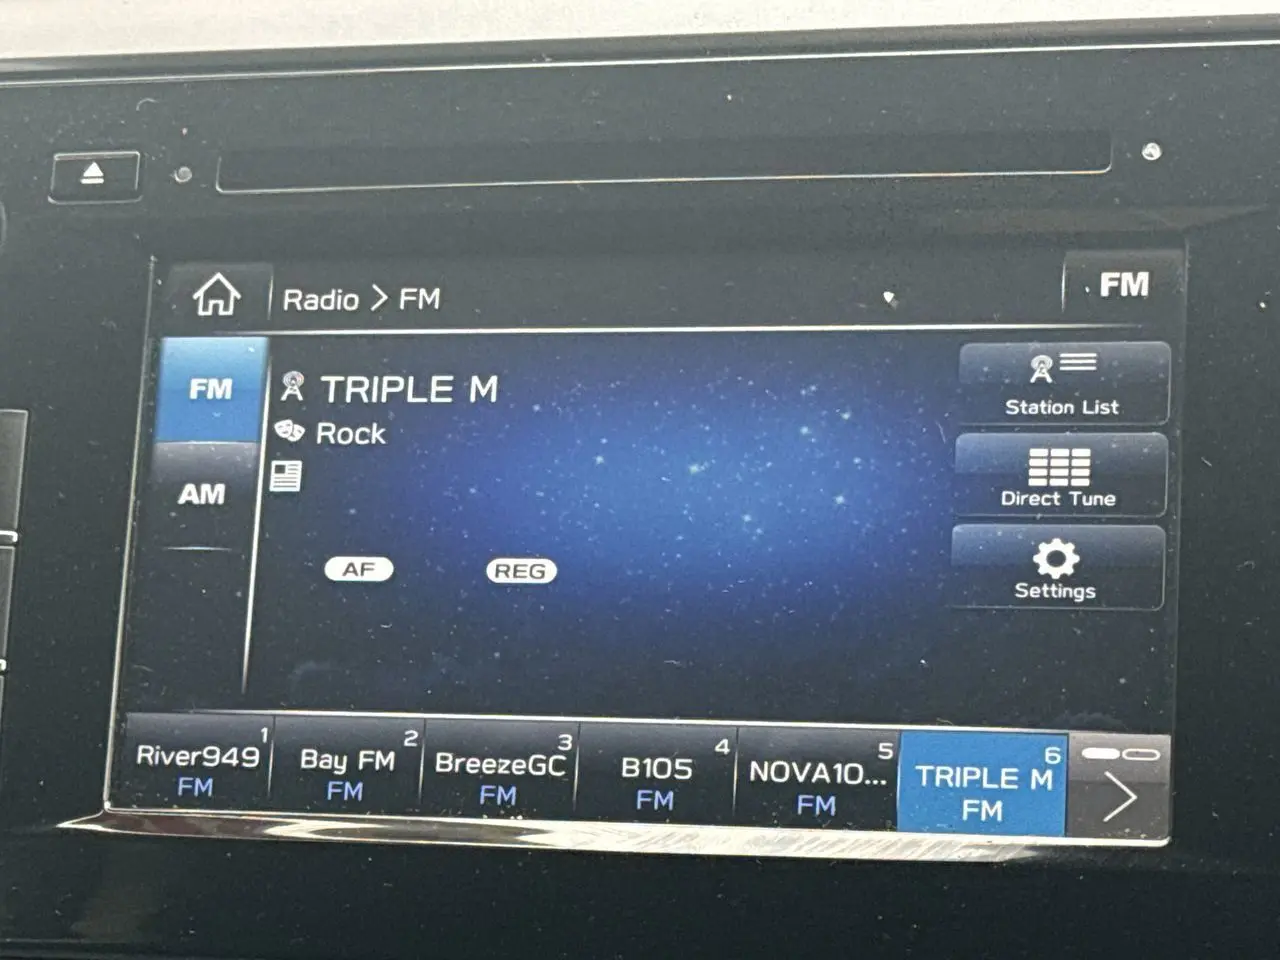 Radio > FM
FM
FM
AM
TRIPLE M
Rock
AF
REG
Station List
Direct Tune
Settings
River949 1
FM
Bay FM 2
FM
BreezeGC 3
FM
B105 4
FM
NOVA10... 5
FM
TRIPLE M 6
FM